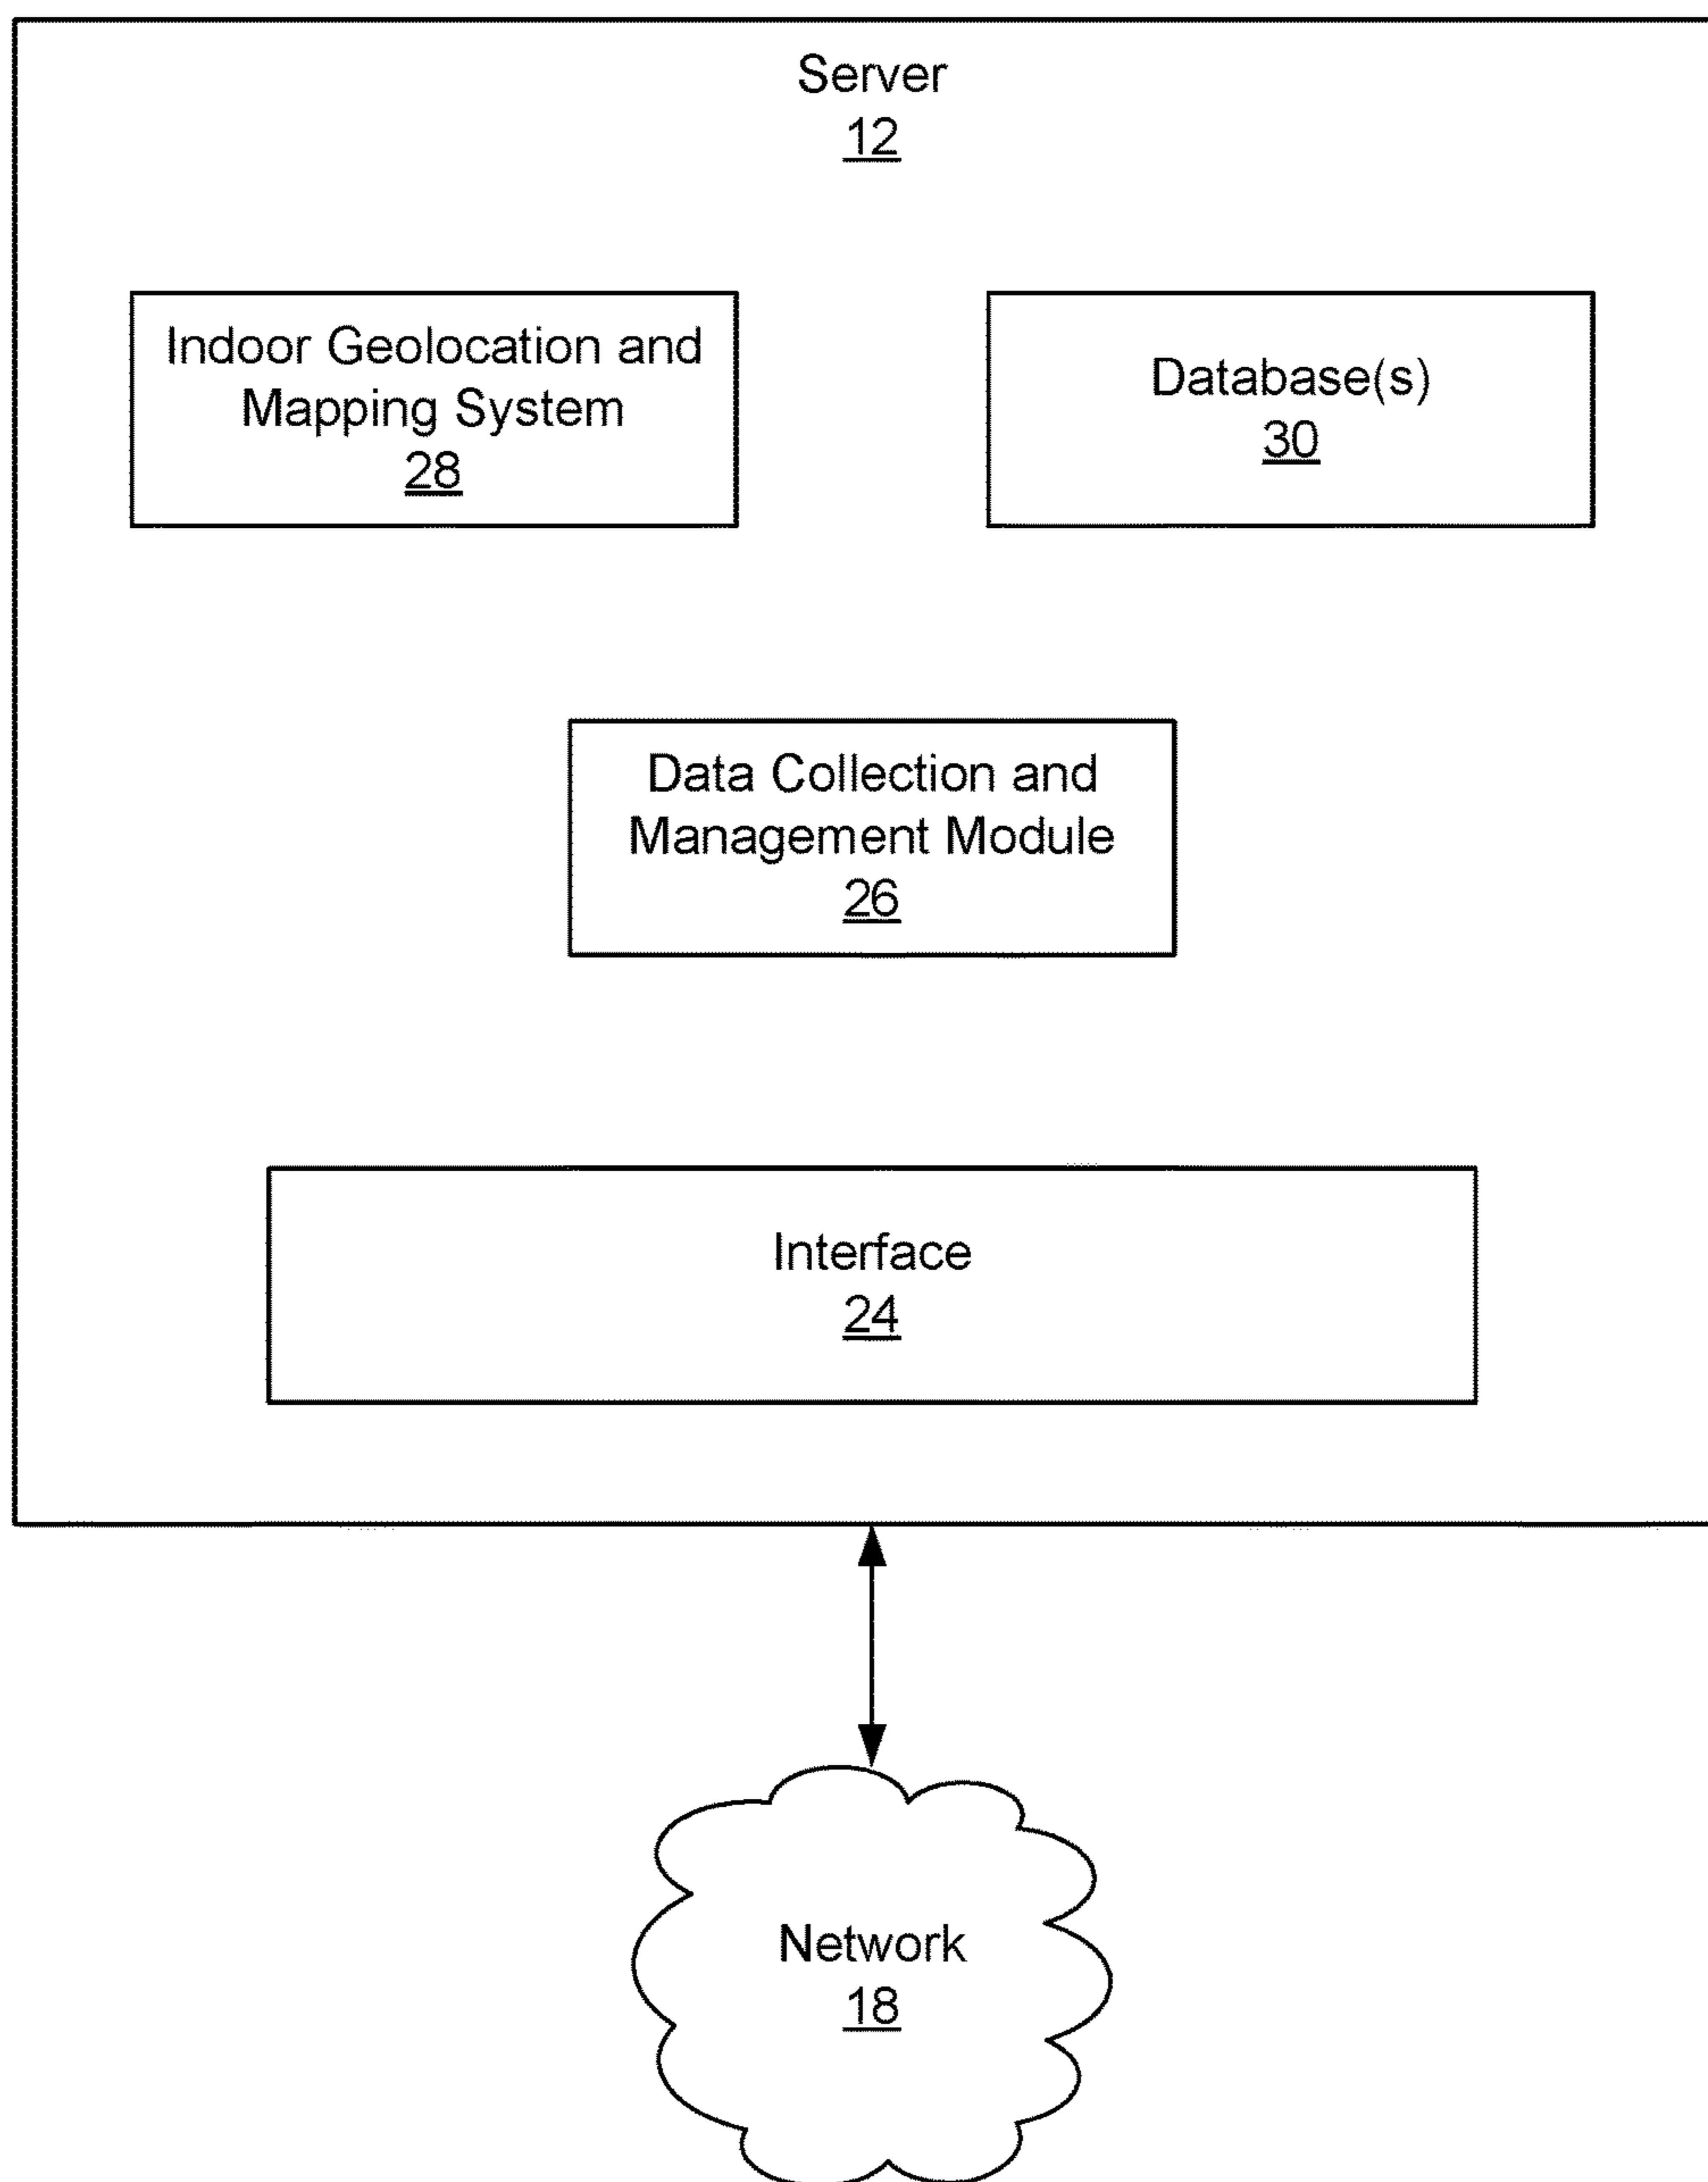 Server
12
Indoor Geolocation and
Mapping System
28
Database(s)
30
Data Collection and
Management Module
26
Interface
24
Network
18